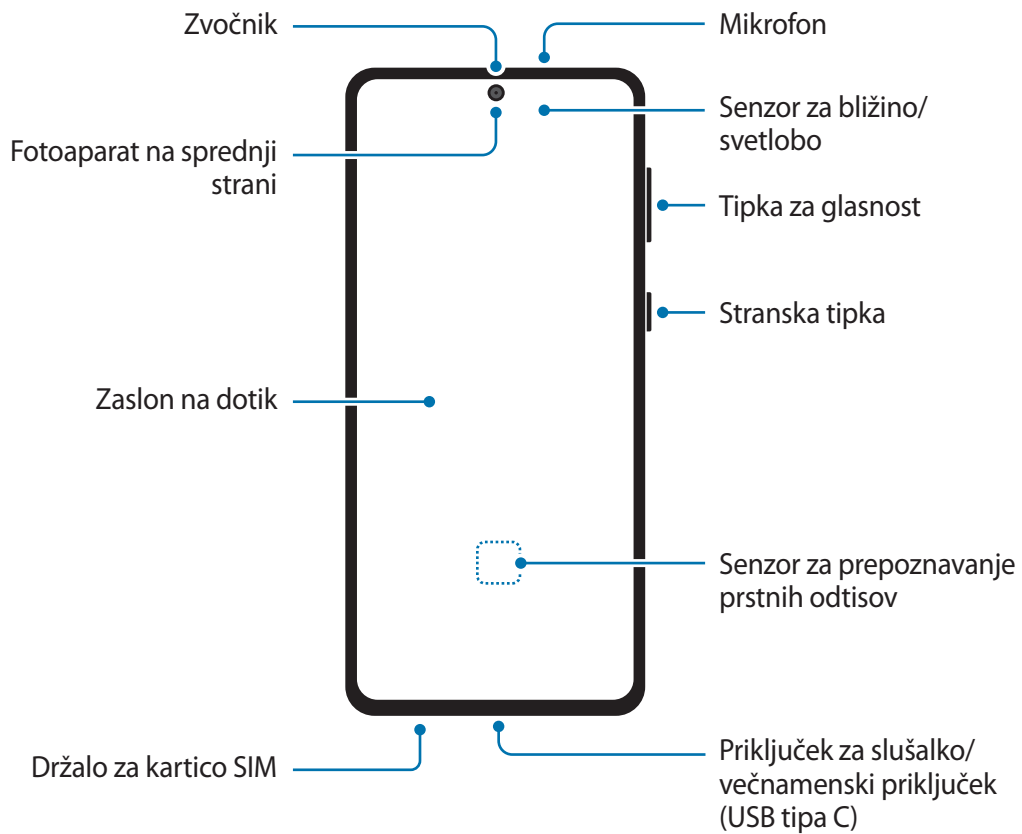 Zvočnik
Mikrofon
Senzor za bližino/
svetlobo
Fotoaparat na sprednji
strani
Tipka za glasnost
Stranska tipka
Zaslon na dotik
Senzor za prepoznavanje
prstnih odtisov
Držalo za kartico SIM
Priključek za slušalko/
večnamenski priključek
(USB tipa C)